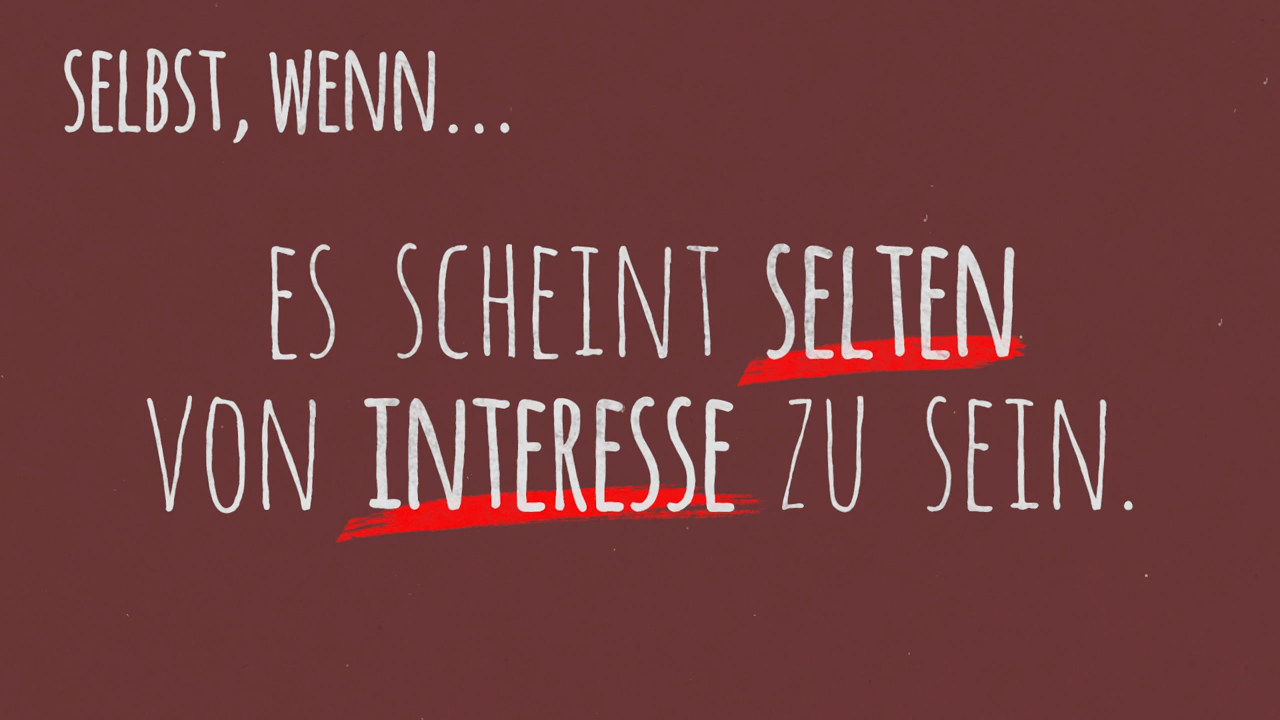 SELBST, WENN...
ES SCHEINT SELTEN
VON INTERESSE ZU SEIN.